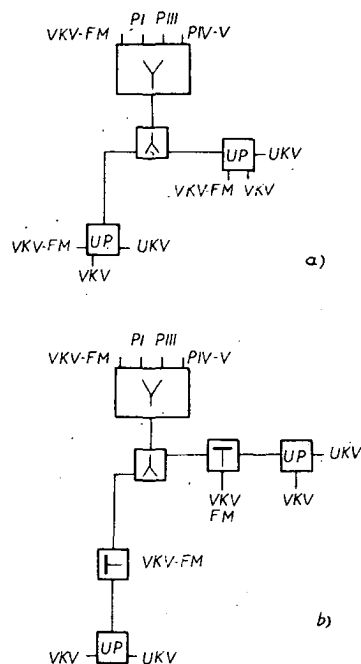 VKV-FM PI PIII PIV-V
UP UKV
VKV-FM VKV
VKV-FM UP UKV
VKV
a)
VKV-FM PI PIII PIV-V
UP UKV
VKV FM VKV
VKV-FM
b)
VKV UP UKV